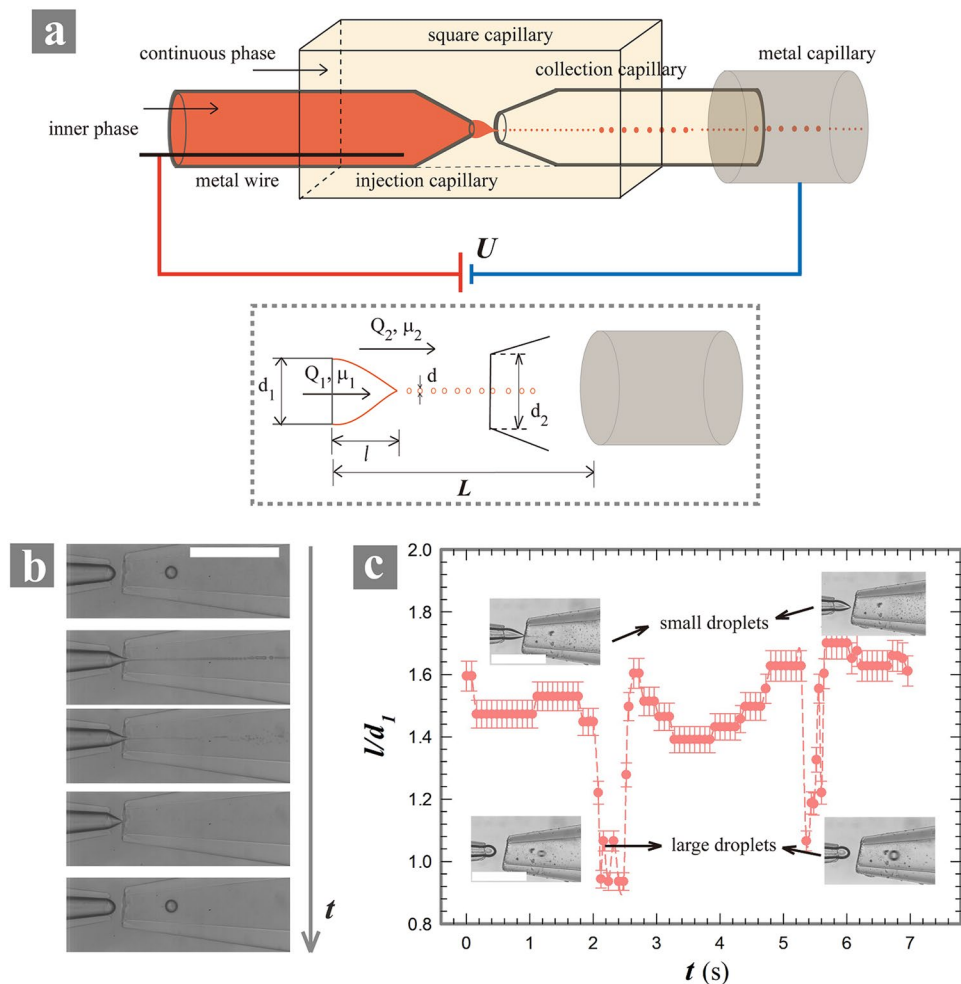 a
square capillary
continuous phase
metal capillary
collection capillary
inner phase
metal wire
injection capillary
U
Q2, μ2
Q1, μ1
d
d1
d2
l
L
b
t
c
2.0
1.8
1.6
1.4
1.2
1.0
0.8
l/d1
small droplets
large droplets
0 1 2 3 4 5 6 7
t (s)